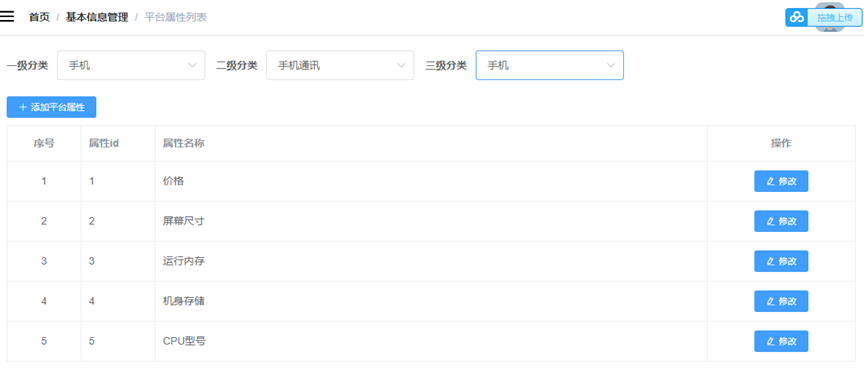 首页 / 基本信息管理 / 平台属性列表
拖拽上传
一级分类 手机 二级分类 手机通讯 三级分类 手机
添加平台属性
序号 属性id 属性名称 操作
1 1 价格 修改
2 2 屏幕尺寸 修改
3 3 运行内存 修改
4 4 机身存储 修改
5 5 CPU型号 修改